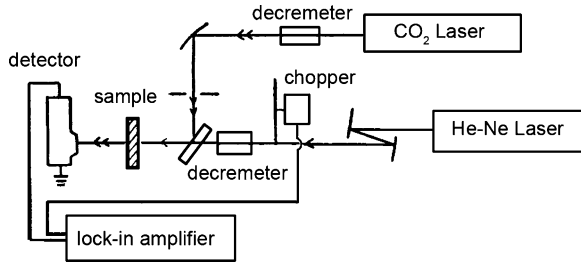 decremeter
CO₂ Laser
detector
chopper
sample
He-Ne Laser
decremeter
lock-in amplifier